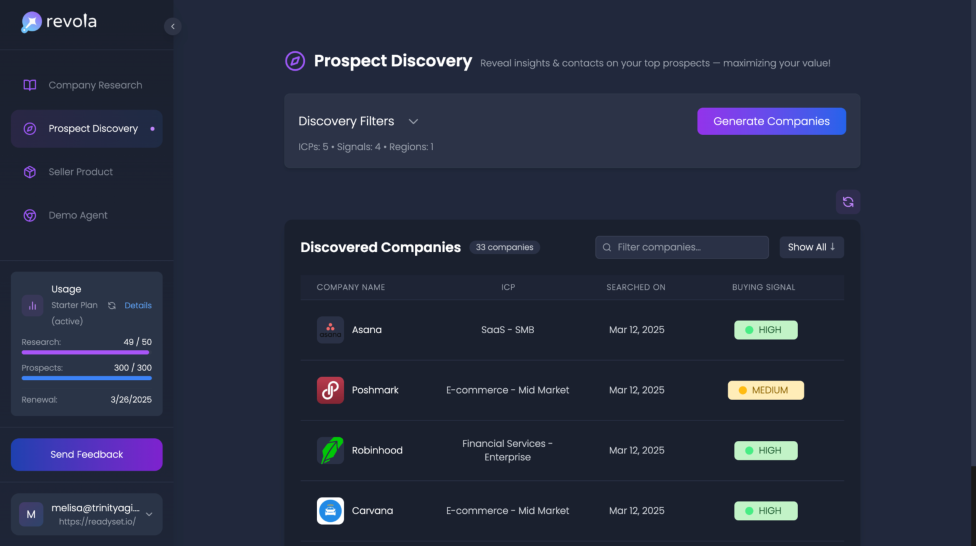 revola
Company Research
Prospect Discovery
Seller Product
Demo Agent
Usage
Starter Plan
Details
(active)
Research: 49 / 50
Prospects: 300 / 300
Renewal: 3/26/2025
Send Feedback
M
melisa@trinityagi...
https://readyset.io/
Prospect Discovery Reveal insights & contacts on your top prospects — maximizing your value!
Discovery Filters
Generate Companies
ICPs: 5 • Signals: 4 • Regions: 1
Discovered Companies 33 companies
Filter companies...
Show All ↓
COMPANY NAME ICP SEARCHED ON BUYING SIGNAL
Asana SaaS - SMB Mar 12, 2025 HIGH
Poshmark E-commerce - Mid Market Mar 12, 2025 MEDIUM
Robinhood Financial Services - Enterprise Mar 12, 2025 HIGH
Carvana E-commerce - Mid Market Mar 12, 2025 HIGH